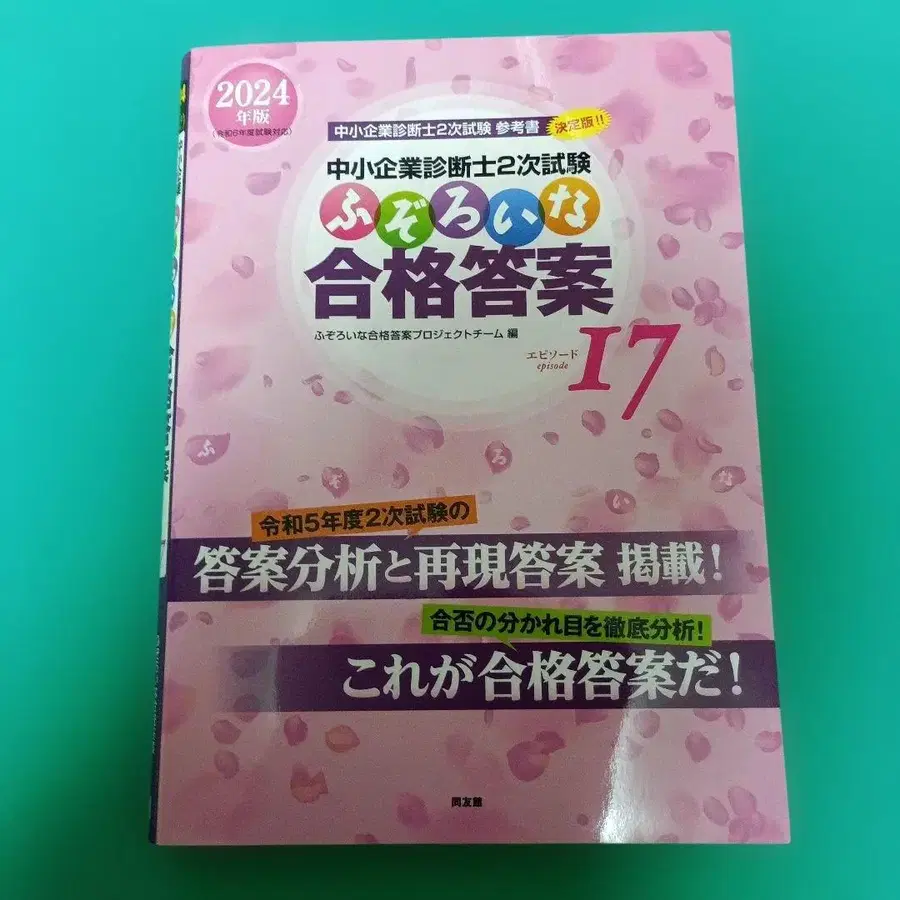 2024
年版
(令和6年度試験対応)
中小企業診断士2次試験 参考書 決定版!!
中小企業診断士2次試験
ふぞろいな
合格答案
ふぞろいな合格答案プロジェクトチーム 編
エピソード
episode 17
ふぞろいな
令和5年度2次試験の
答案分析と再現答案 掲載!
合否の分かれ目を徹底分析!
これが合格答案だ!
同友館